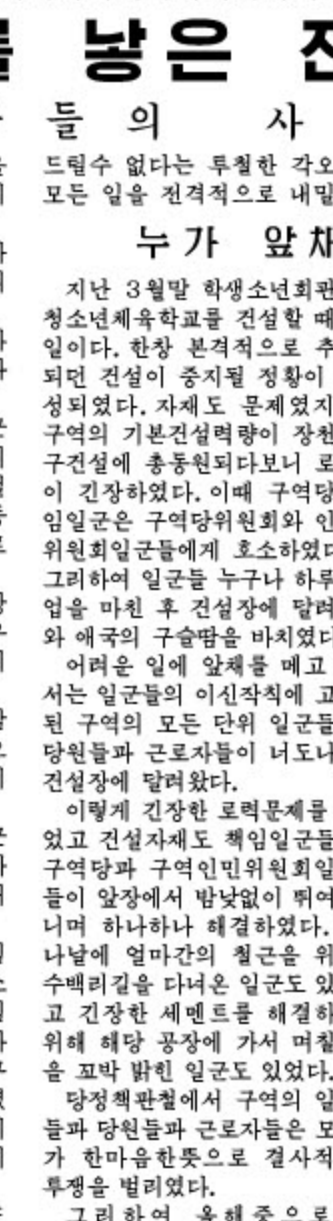 낳은
들의 사
드릴수 없다는 투철한 각오
모든 일을 전격적으로 내밀
누가 앞채
지난 3월말 학생소년회관
청소년체육학교를 건설할 때
일이다. 한창 본격적으로 추
되던 건설이 중지될 정황이
성되였다. 자재도 문제였지
구역의 기본건설력량이 장천
구건설에 총동원되다보니 로
이 긴장하였다. 이때 구역당
임일군은 구역당위원회와 인
위원회일군들에게 호소하였다
그리하여 일군들 누구나 하루
업을 마친 후 건설장에 달려
와 애국의 구슬땀을 바치였다
어려운 일에 앞채를 메고
서는 일군들의 이신작칙에 고
된 구역의 모든 단위 일군들
당원들과 근로자들이 너도나
건설장에 달려왔다.
이렇게 긴장한 로력문제를
었고 건설자재도 책임일군들
구역당과 구역인민위원회일
들이 앞장에서 밤낮없이 뛰여
니며 하나하나 해결하였다.
나날에 얼마간의 철근을 위
수백리길을 다녀온 일군도 있
고 긴장한 세멘트를 해결하
위해 해당 공장에 가서 며칠
을 꼬박 밝힌 일군도 있었다.
당정책관철에서 구역의 일
들과 당원들과 근로자들은 모
가 한마음한뜻으로 결사적
투쟁을 벌리였다.
그리하여 올해중으로